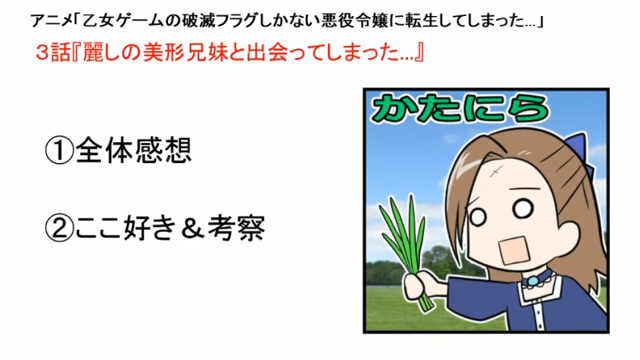 アニメ「乙女ゲームの破滅フラグしかない悪役令嬢に転生してしまった…」
３話『麗しの美形兄妹と出会ってしまった…』
かたにら
①全体感想
②ここ好き＆考察